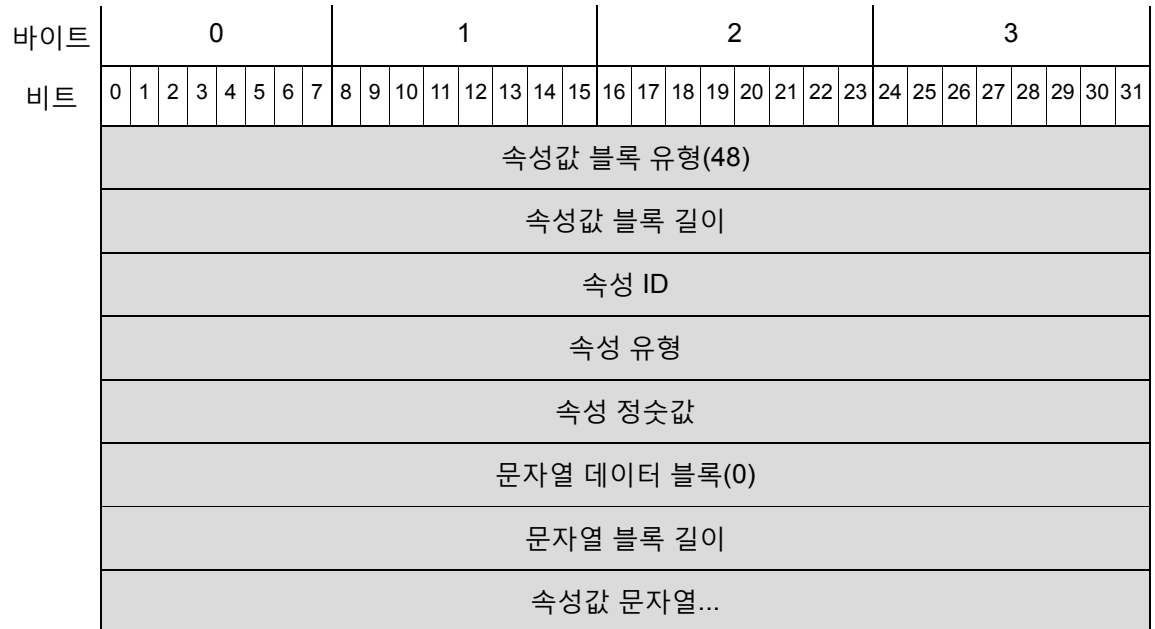 바이트 0 1 2 3
비트 0 1 2 3 4 5 6 7 8 9 10 11 12 13 14 15 16 17 18 19 20 21 22 23 24 25 26 27 28 29 30 31
속성값 블록 유형(48)
속성값 블록 길이
속성 ID
속성 유형
속성 정숫값
문자열 데이터 블록(0)
문자열 블록 길이
속성값 문자열...